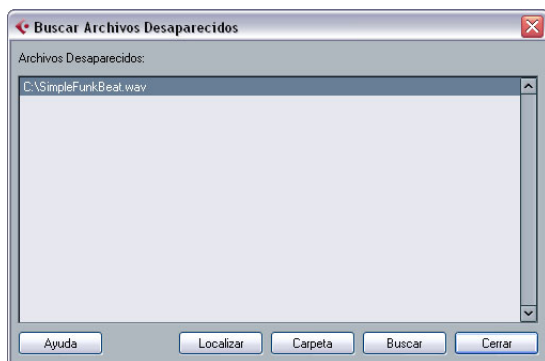 Buscar Archivos Desaparecidos
Archivos Desaparecidos:
C:\SimpleFunkBeat.wav
Ayuda
Localizar
Carpeta
Buscar
Cerrar